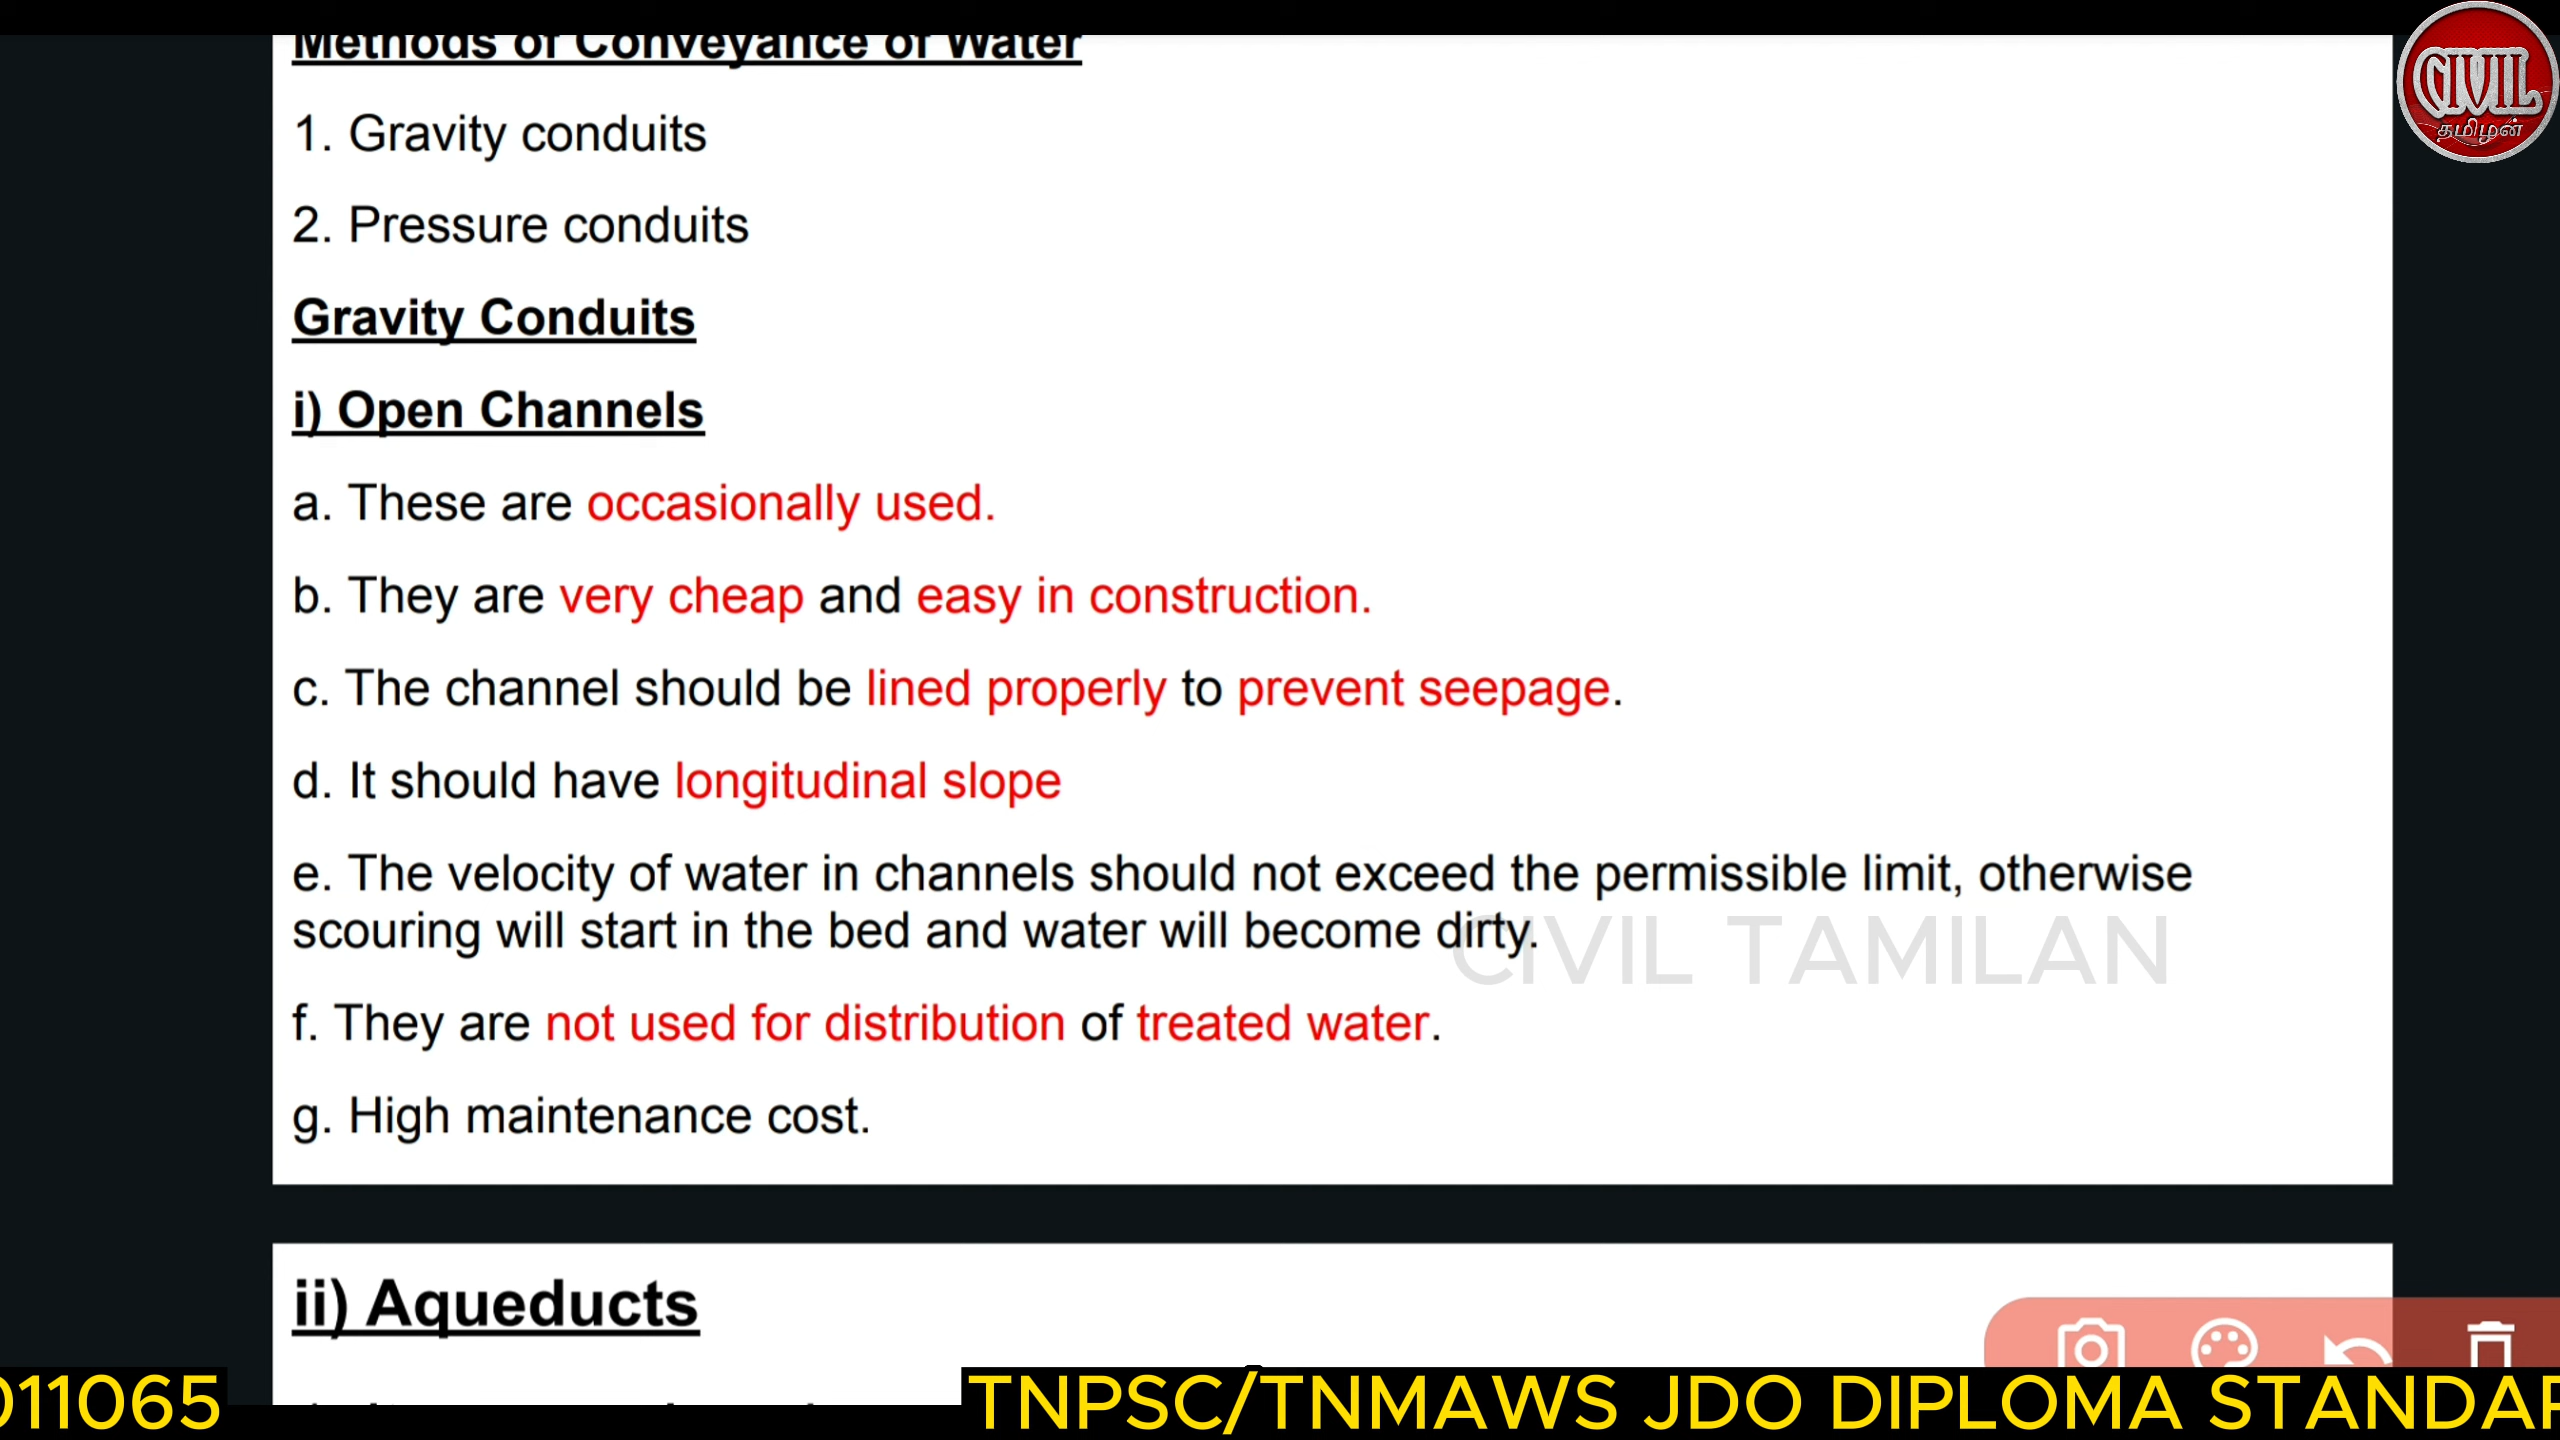 Methods of Conveyance of Water
CIVIL
தமிழன்
1. Gravity conduits
2. Pressure conduits
Gravity Conduits
i) Open Channels
a. These are occasionally used.
b. They are very cheap and easy in construction.
c. The channel should be lined properly to prevent seepage.
d. It should have longitudinal slope
e. The velocity of water in channels should not exceed the permissible limit, otherwise
scouring will start in the bed and water will become dirty.
CIVIL TAMILAN
f. They are not used for distribution of treated water.
g. High maintenance cost.
ii) Aqueducts
11065
TNPSC/TNMAWS JDO DIPLOMA STANDAR